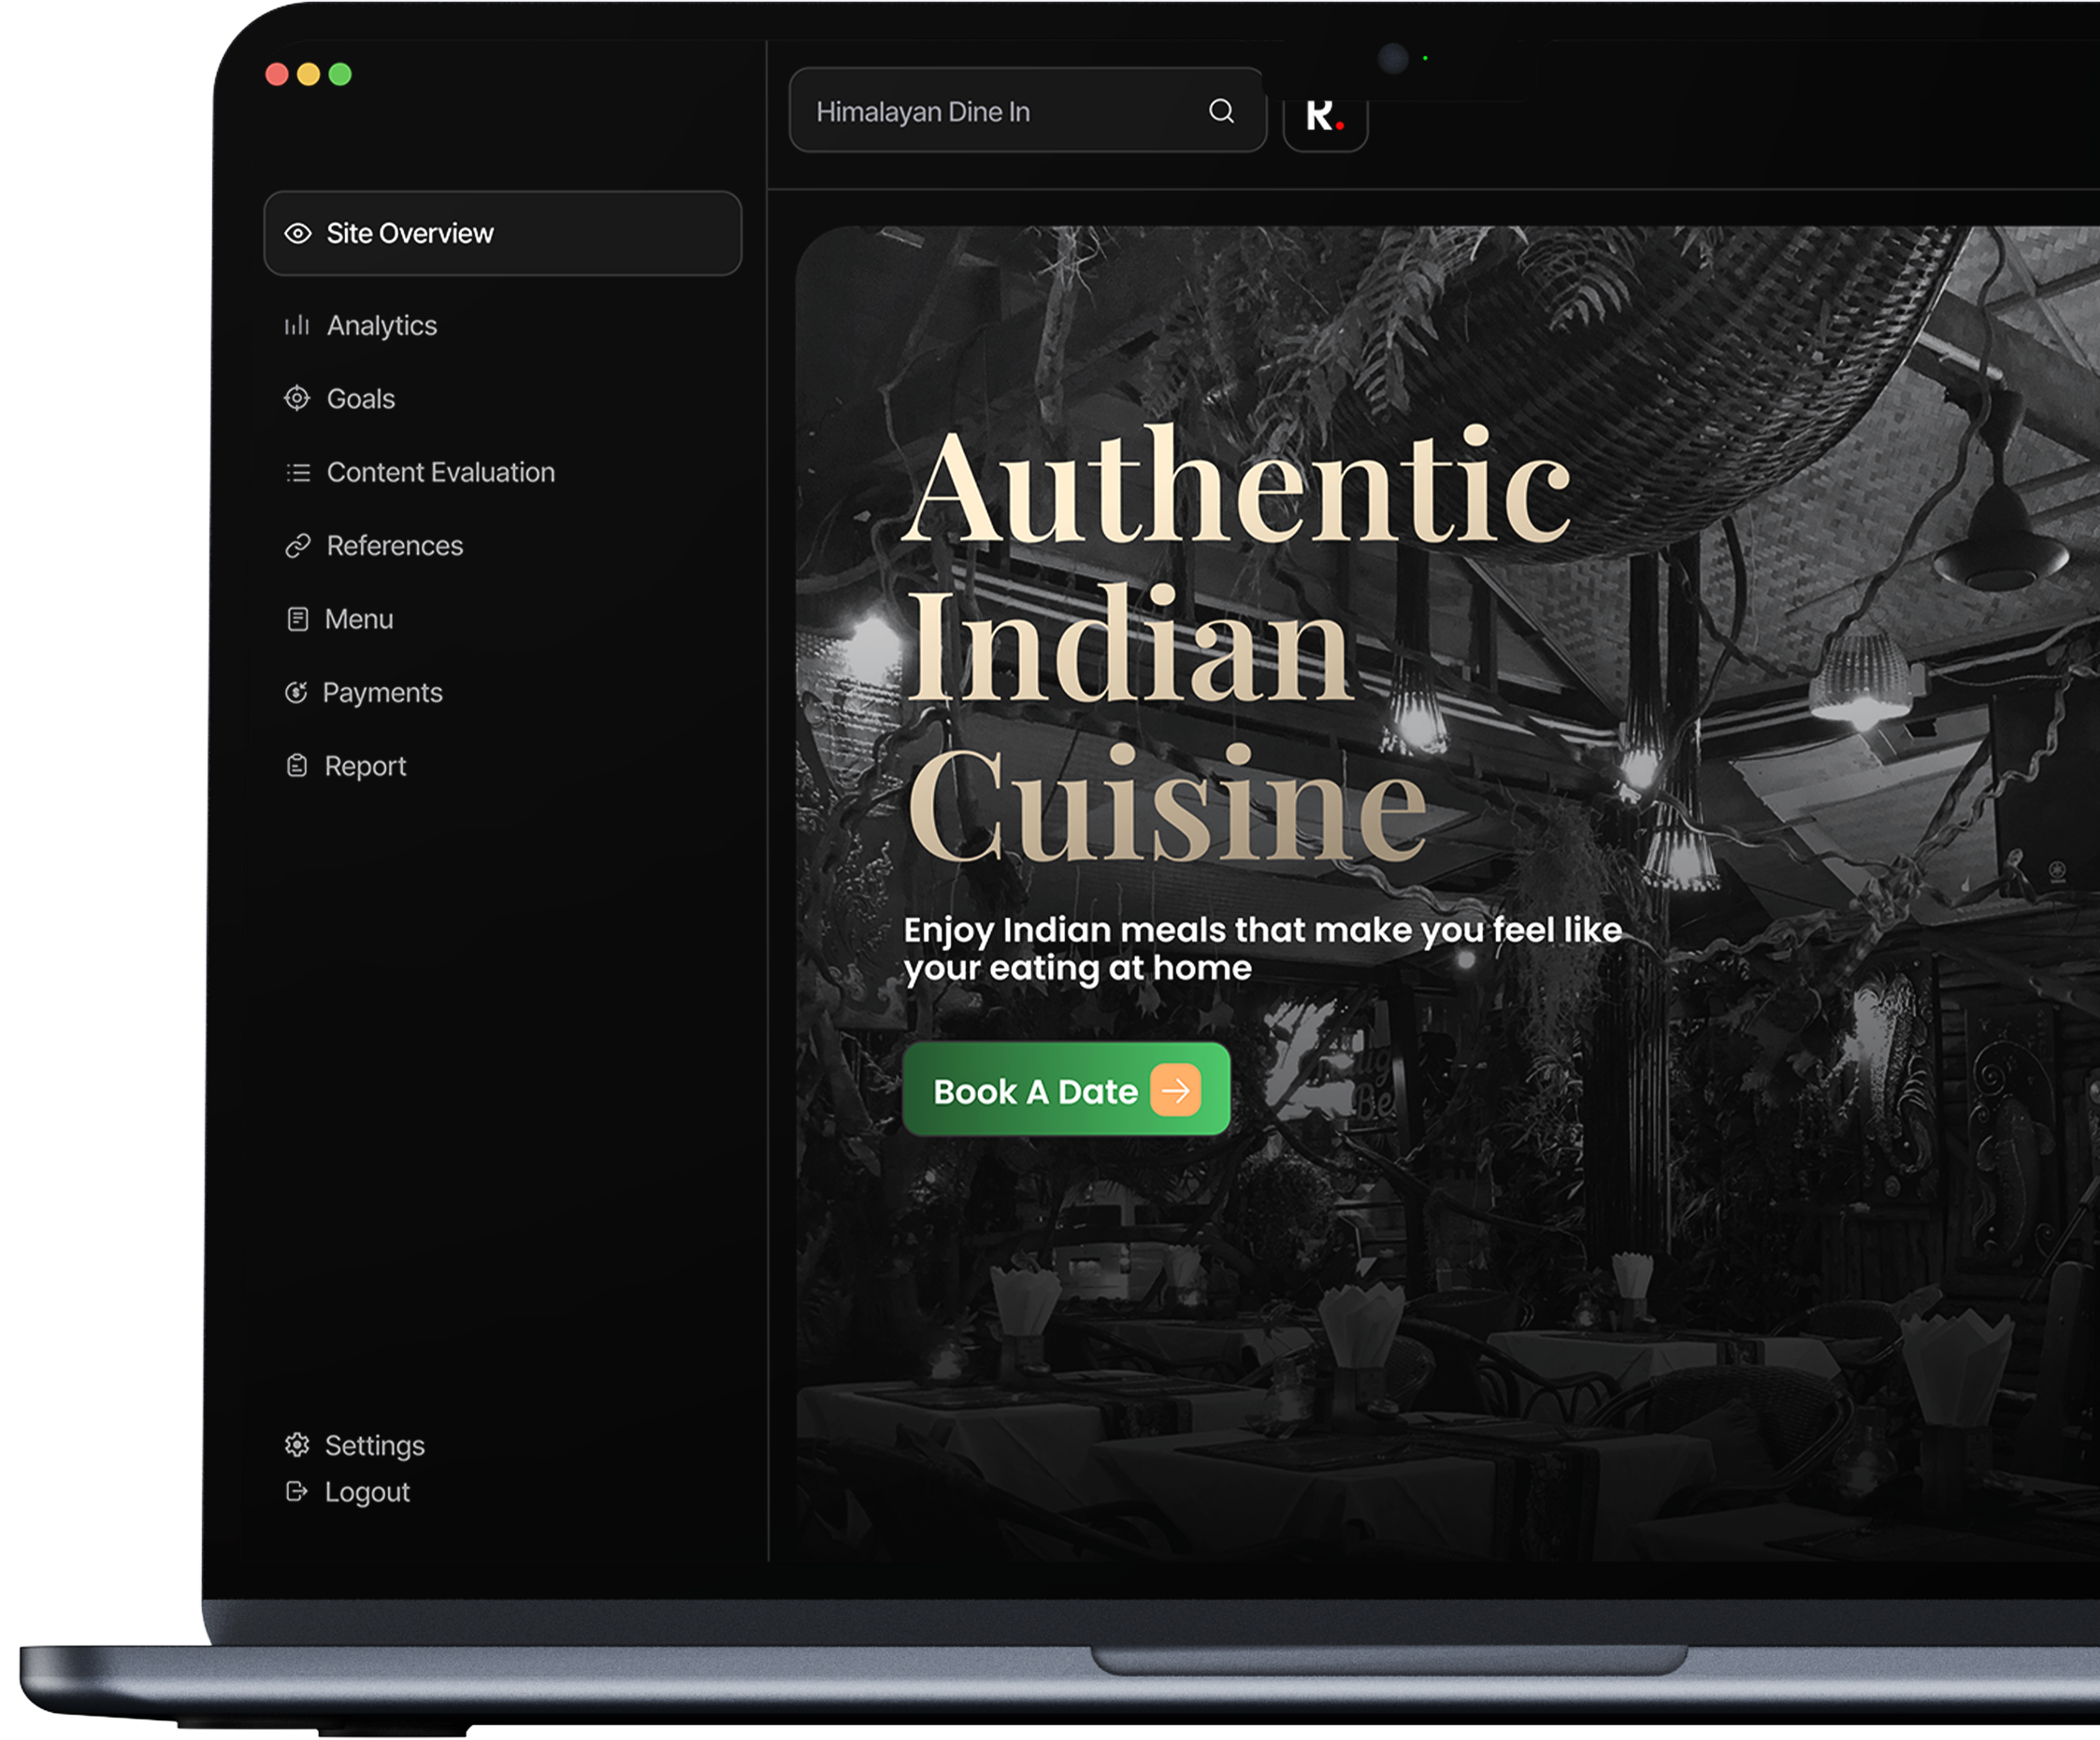 Himalayan Dine In
R.
Site Overview
Analytics
Goals
Content Evaluation
References
Menu
Payments
Report
Settings
Logout
Authentic
Indian
Cuisine
Enjoy Indian meals that make you feel like
your eating at home
Book A Date